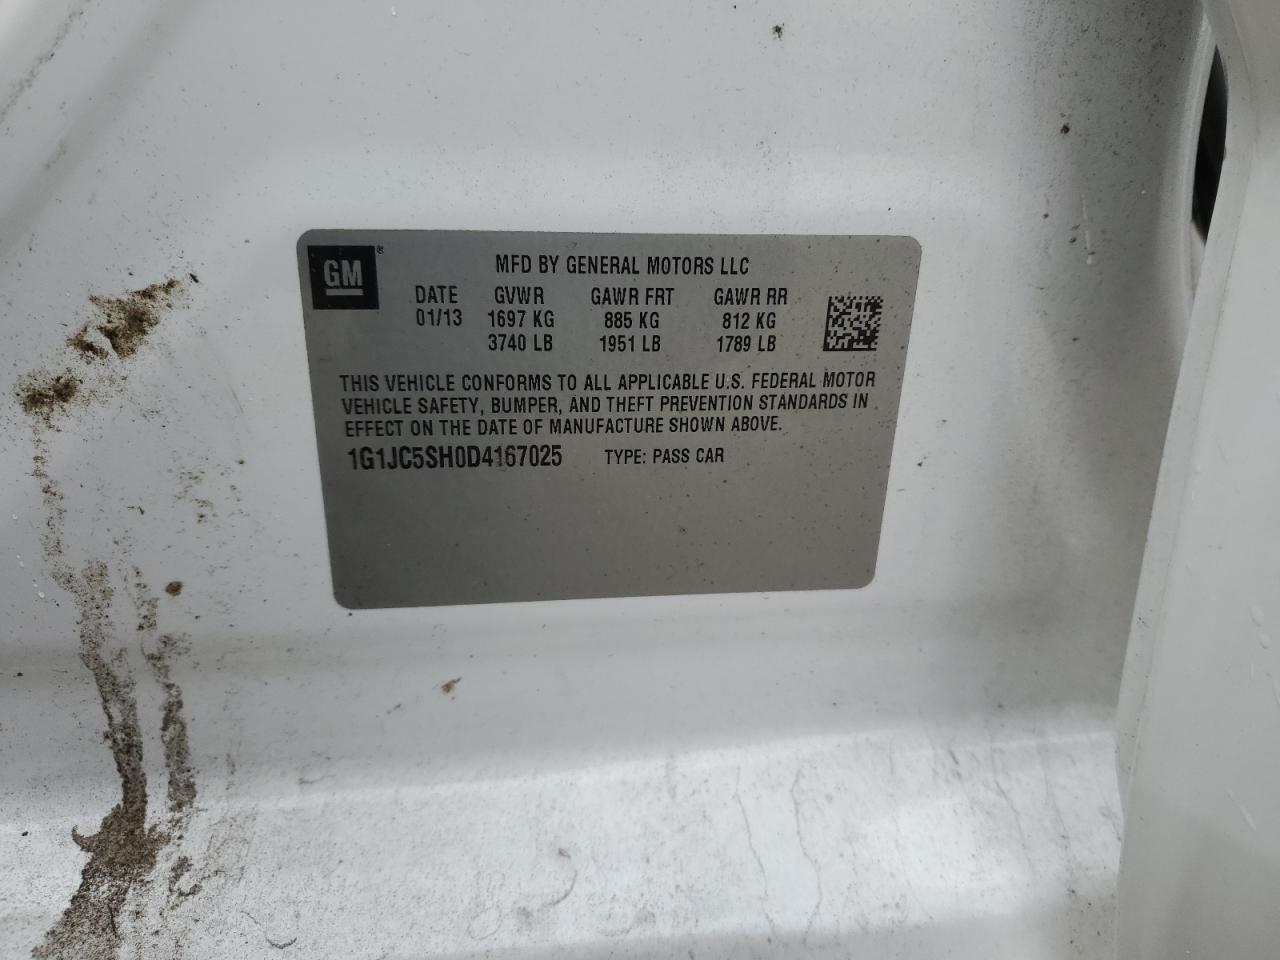 GM®
MFD BY GENERAL MOTORS LLC
DATE GVWR GAWR FRT GAWR RR
01/13 1697 KG 885 KG 812 KG
3740 LB 1951 LB 1789 LB
THIS VEHICLE CONFORMS TO ALL APPLICABLE U.S. FEDERAL MOTOR
VEHICLE SAFETY, BUMPER, AND THEFT PREVENTION STANDARDS IN
EFFECT ON THE DATE OF MANUFACTURE SHOWN ABOVE.
1G1JC5SH0D4167025 TYPE: PASS CAR